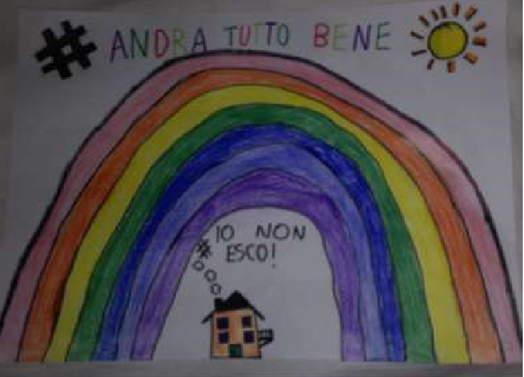 # ANDRA TUTTO BENE
# IO NON
ESCO!